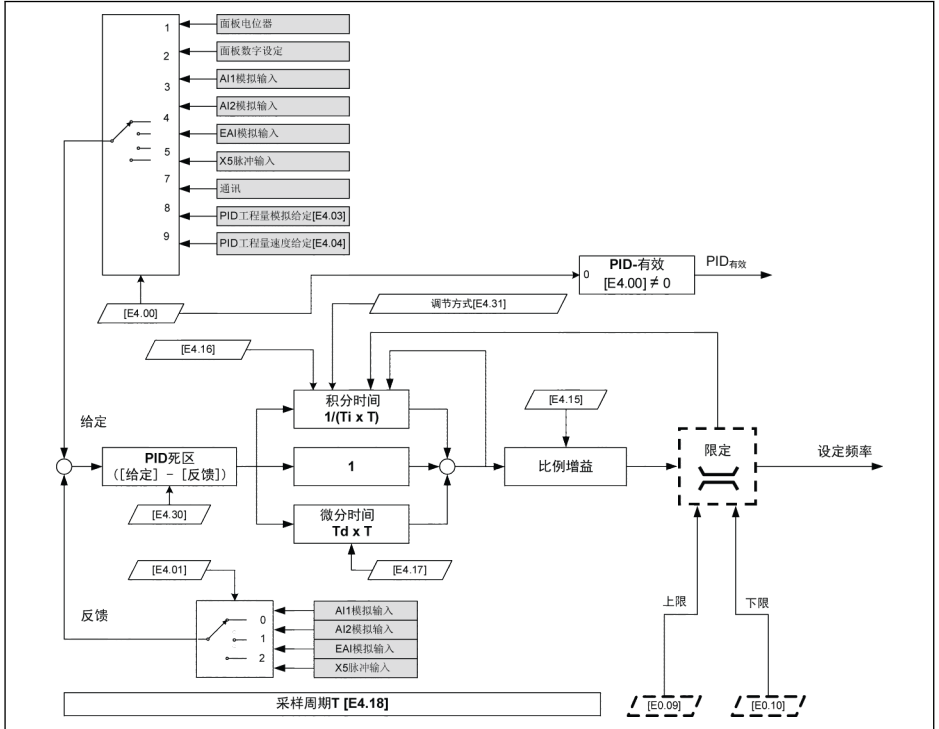 1 面板电位器
2 面板数字设定
3 AI1模拟输入
AI2模拟输入
4 EAI模拟输入
5 X5脉冲输入
7 通讯
8 PID工程量模拟给定[E4.03]
9 PID工程量速度给定[E4.04]
0 PID-有效
[E4.00] ≠ 0
PID有效
[E4.00]
调节方式[E4.31]
[E4.16]
积分时间
1/(Ti x T)
[E4.15]
给定
PID死区
([给定] - [反馈])
1
比例增益
限定
设定频率
[E4.30]
微分时间
Td x T
[E4.01]
[E4.17]
反馈
0
1
2
AI1模拟输入
AI2模拟输入
EAI模拟输入
X5脉冲输入
上限
下限
采样周期T [E4.18]
[E0.09]
[E0.10]